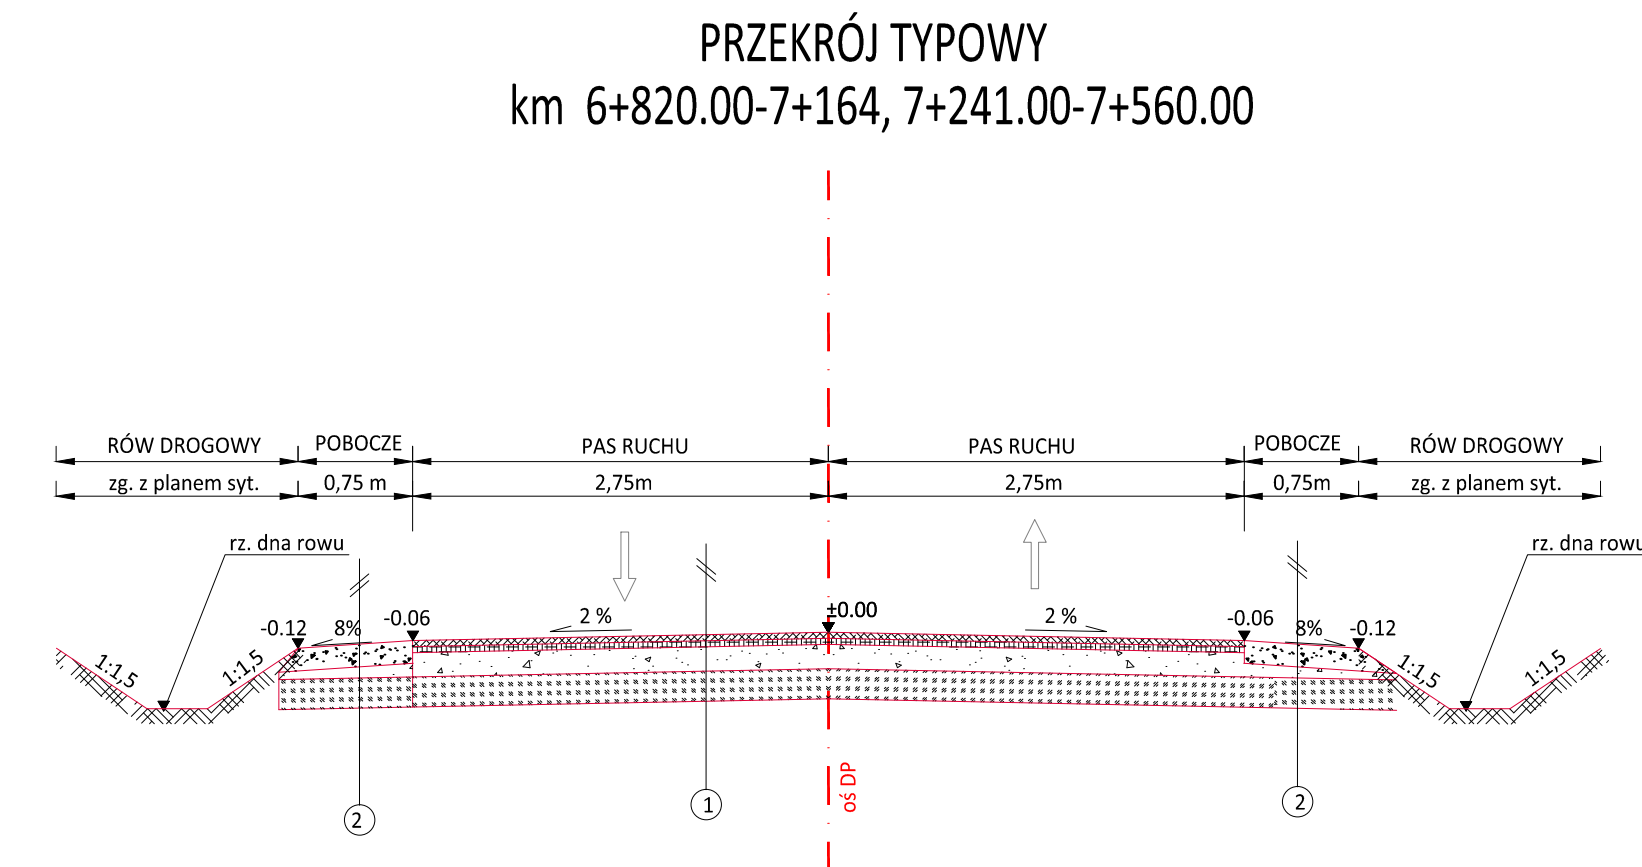 PRZEKRÓJ TYPOWY
km 6+820.00-7+164, 7+241.00-7+560.00
RÓW DROGOWY POBOCZE PAS RUCHU PAS RUCHU POBOCZE RÓW DROGOWY
zg. z planem syt. 0,75 m 2,75m 2,75m 0,75m zg. z planem syt.
rz. dna rowu rz. dna rowu
-0.12 8% -0.06 2 % ±0.00 2 % -0.06 8% -0.12
1:1,5 1:1,5 1:1,5 1:1,5
oś DP
2 1 2